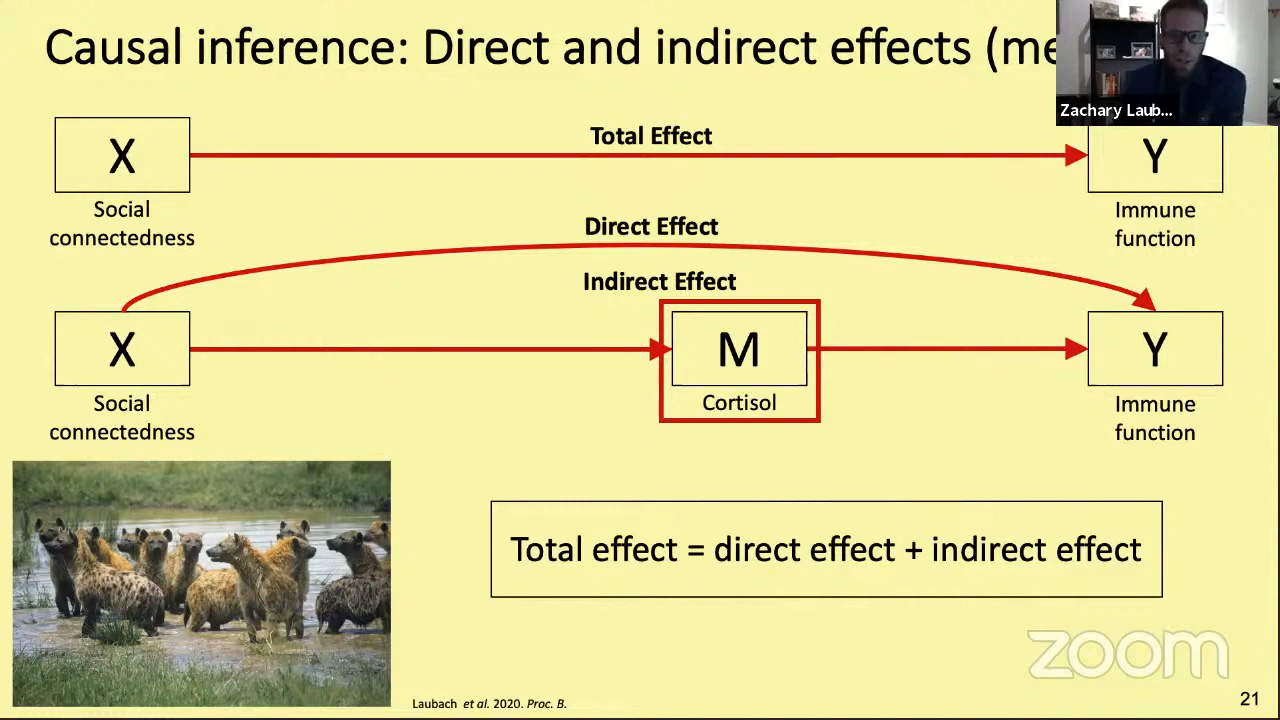 Causal inference: Direct and indirect effects (me
Zachary Laub...
Total Effect
X
Y
Social
connectedness
Immune
function
Direct Effect
Indirect Effect
X
M
Y
Social
connectedness
Cortisol
Immune
function
Total effect = direct effect + indirect effect
zoom
Laubach et al. 2020. Proc. B.
21